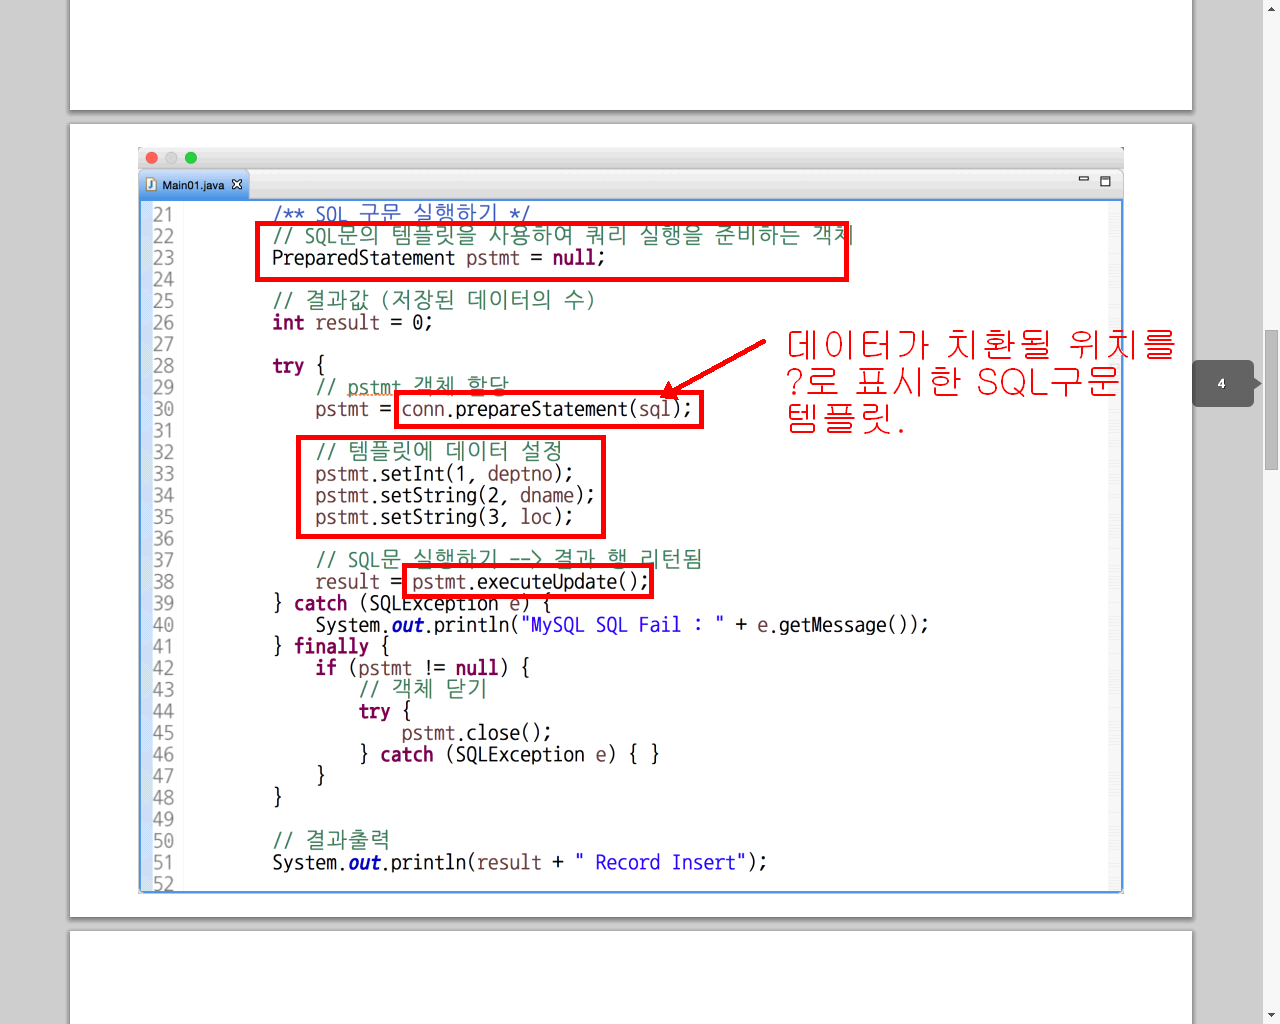 Main01.java
21 /** SQL 구문 실행하기 */
22 // SQL문의 템플릿을 사용하여 쿼리 실행을 준비하는 객체
23 PreparedStatement pstmt = null;
24
25 // 결과값 (저장된 데이터의 수)
26 int result = 0;
27
28 try {
29 // pstmt 객체 할당
30 pstmt = conn.prepareStatement(sql);
31
32 // 템플릿에 데이터 설정
33 pstmt.setInt(1, deptno);
34 pstmt.setString(2, dname);
35 pstmt.setString(3, loc);
36
37 // SQL문 실행하기 --> 결과 행 리턴됨
38 result = pstmt.executeUpdate();
39 } catch (SQLException e) {
40 System.out.println("MySQL SQL Fail : " + e.getMessage());
41 } finally {
42 if (pstmt != null) {
43 // 객체 닫기
44 try {
45 pstmt.close();
46 } catch (SQLException e) { }
47 }
48 }
49
50 // 결과출력
51 System.out.println(result + " Record Insert");
52
데이터가 치환될 위치를
?로 표시한 SQL구문
템플릿.
4